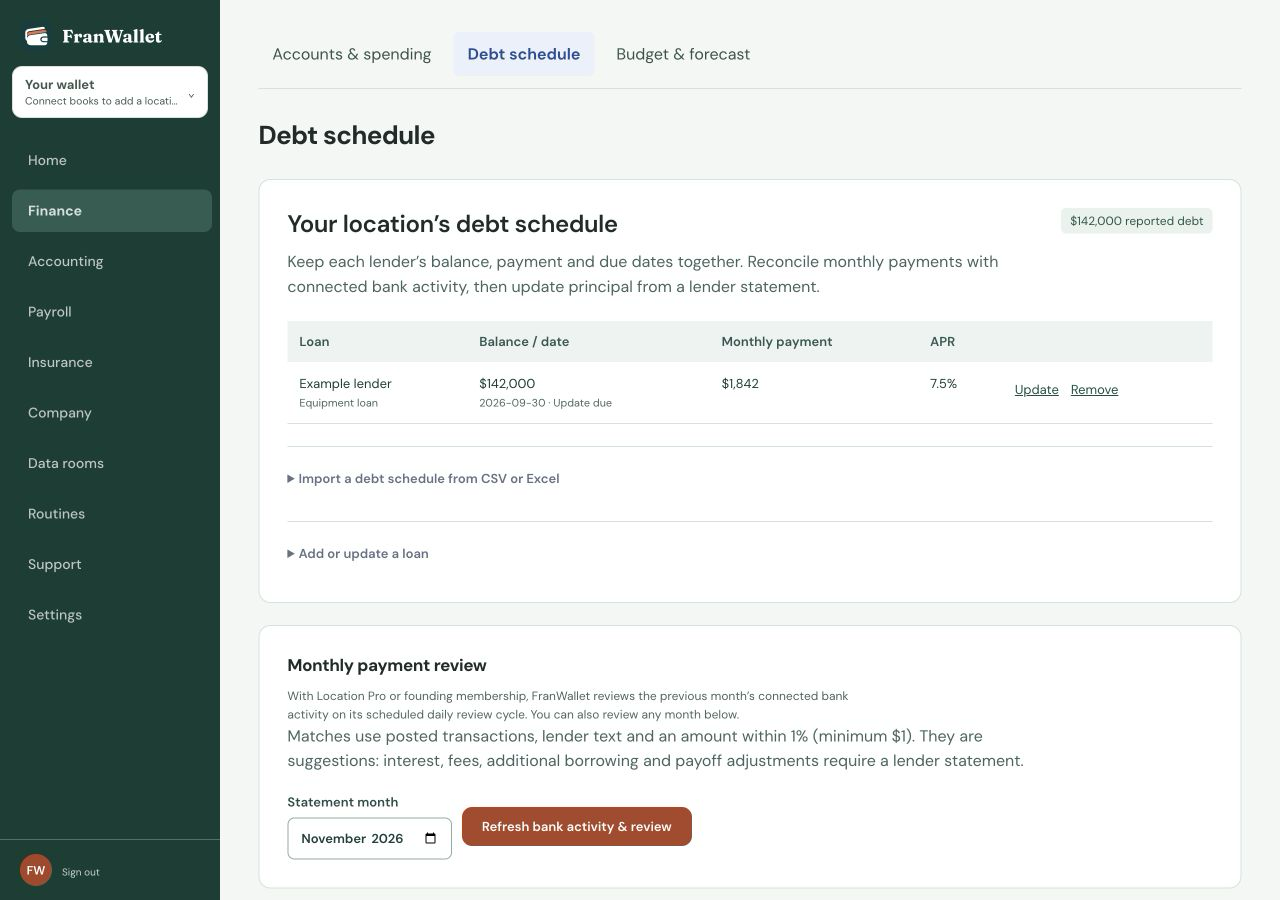 FranWallet
Your wallet
Connect books to add a locati…
Home
Finance
Accounting
Payroll
Insurance
Company
Data rooms
Routines
Support
Settings
FW
Sign out
Accounts & spending
Debt schedule
Budget & forecast
Debt schedule
Your location’s debt schedule
$142,000 reported debt
Keep each lender’s balance, payment and due dates together. Reconcile monthly payments with
connected bank activity, then update principal from a lender statement.
Loan Balance / date Monthly payment APR
Example lender $142,000 $1,842 7.5% Update Remove
Equipment loan 2026-09-30 · Update due
Import a debt schedule from CSV or Excel
Add or update a loan
Monthly payment review
With Location Pro or founding membership, FranWallet reviews the previous month’s connected bank
activity on its scheduled daily review cycle. You can also review any month below.
Matches use posted transactions, lender text and an amount within 1% (minimum $1). They are
suggestions: interest, fees, additional borrowing and payoff adjustments require a lender statement.
Statement month
November 2026
Refresh bank activity & review